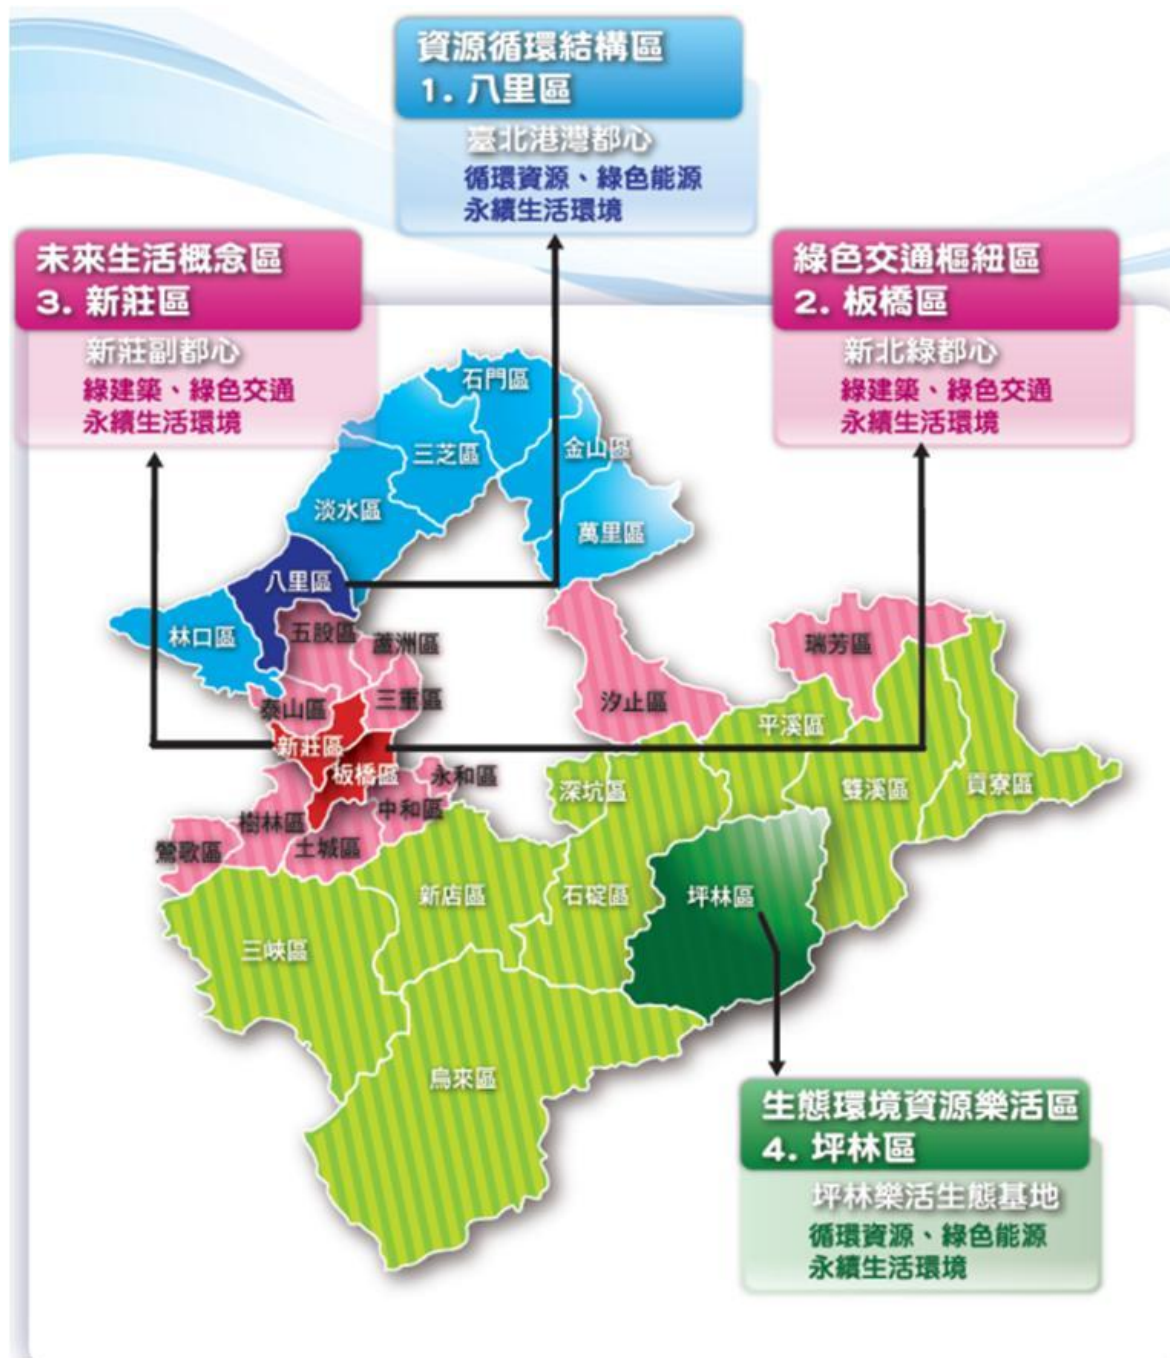 資源循環結構區
1. 八里區
臺北港灣都心
循環資源、綠色能源
永續生活環境
未來生活概念區
3. 新莊區
新莊副都心
綠建築、綠色交通
永續生活環境
綠色交通樞紐區
2. 板橋區
新北綠都心
綠建築、綠色交通
永續生活環境
石門區
三芝區
金山區
淡水區
萬里區
八里區
林口區
五股區
蘆洲區
瑞芳區
泰山區
三重區
汐止區
平溪區
新莊區
板橋區
永和區
深坑區
雙溪區
貢寮區
樹林區
中和區
鶯歌區
土城區
新店區
石碇區
坪林區
三峽區
烏來區
生態環境資源樂活區
4. 坪林區
坪林樂活生態基地
循環資源、綠色能源
永續生活環境